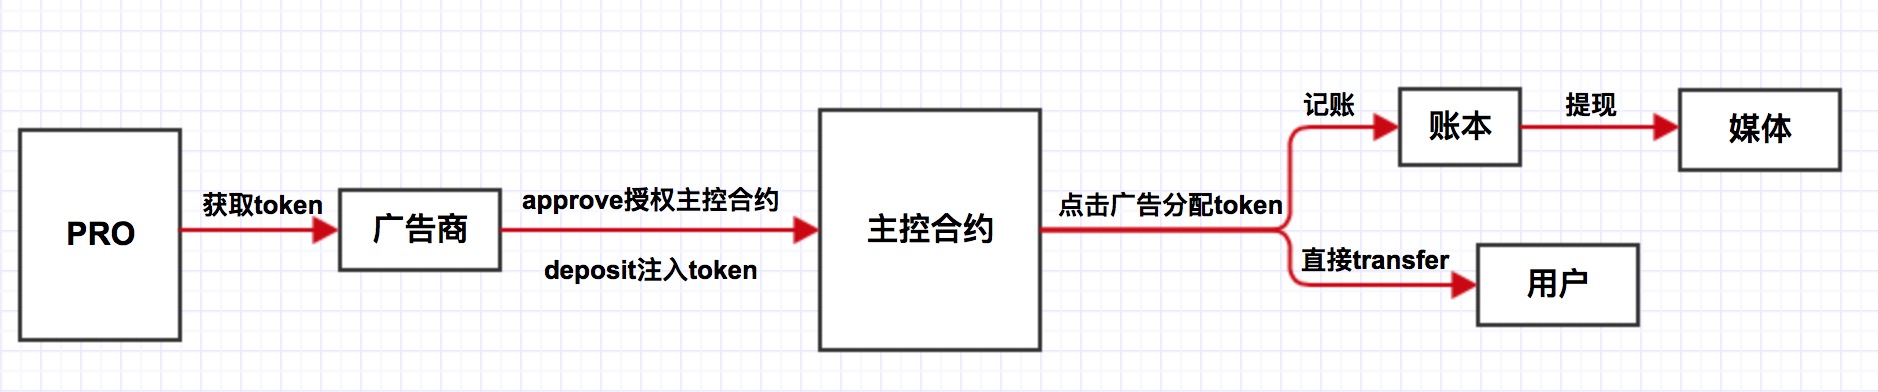 PRO
获取token
广告商
approve授权主控合约
deposit注入token
主控合约
点击广告分配token
记账
账本
提现
媒体
直接transfer
用户